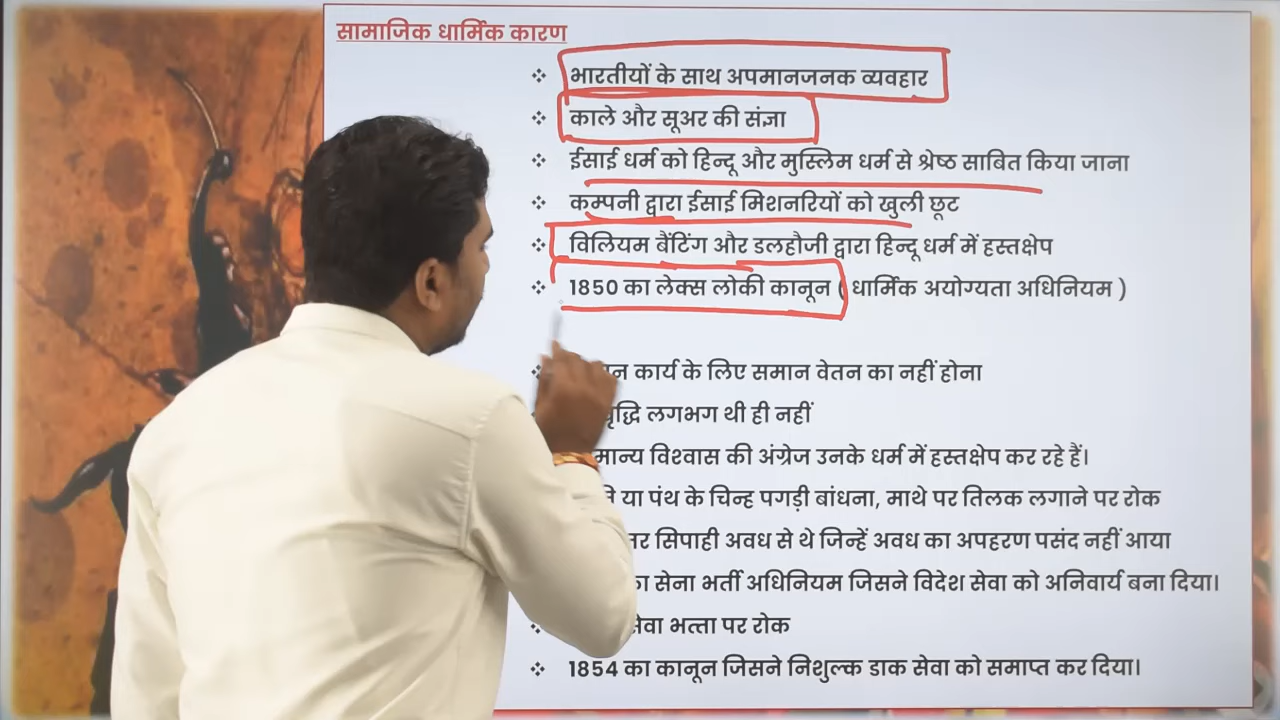 सामाजिक धार्मिक कारण
भारतीयों के साथ अपमानजनक व्यवहार
काले और सूअर की संज्ञा
ईसाई धर्म को हिन्दू और मुस्लिम धर्म से श्रेष्ठ साबित किया जाना
कम्पनी द्वारा ईसाई मिशनरियों को खुली छूट
विलियम बैंटिंग और डलहौजी द्वारा हिन्दू धर्म में हस्तक्षेप
1850 का लेक्स लोकी कानून ( धार्मिक अयोग्यता अधिनियम )
कार्य के लिए समान वेतन का नहीं होना
लगभग थी ही नहीं
विश्वास की अंग्रेज उनके धर्म में हस्तक्षेप कर रहे हैं।
या पंथ के चिन्ह पगड़ी बांधना, माथे पर तिलक लगाने पर रोक
सिपाही अवध से थे जिन्हें अवध का अपहरण पसंद नहीं आया
सेना भर्ती अधिनियम जिसने विदेश सेवा को अनिवार्य बना दिया।
भत्ता पर रोक
1854 का कानून जिसने निशुल्क डाक सेवा को समाप्त कर दिया।